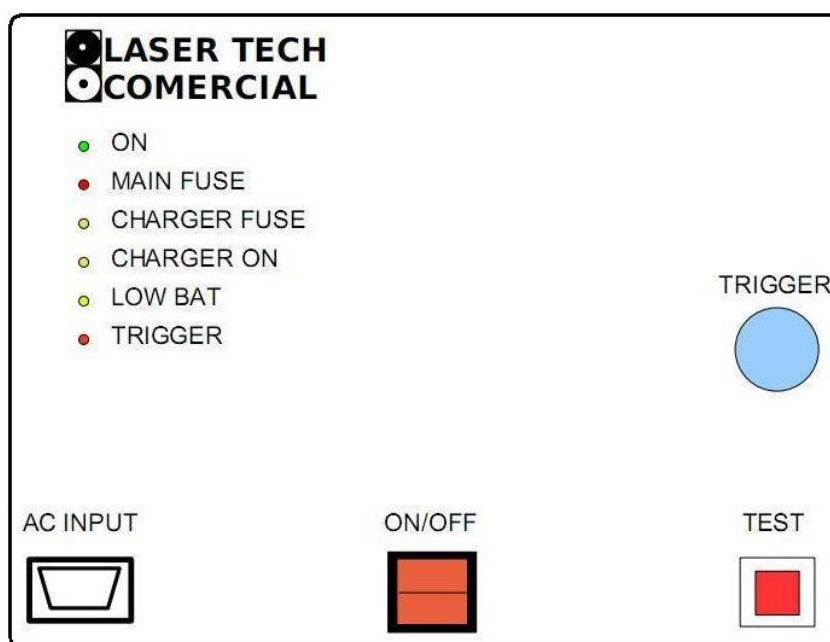 LASER TECH
COMERCIAL
ON
MAIN FUSE
CHARGER FUSE
CHARGER ON
LOW BAT
TRIGGER
TRIGGER
AC INPUT
ON/OFF
TEST